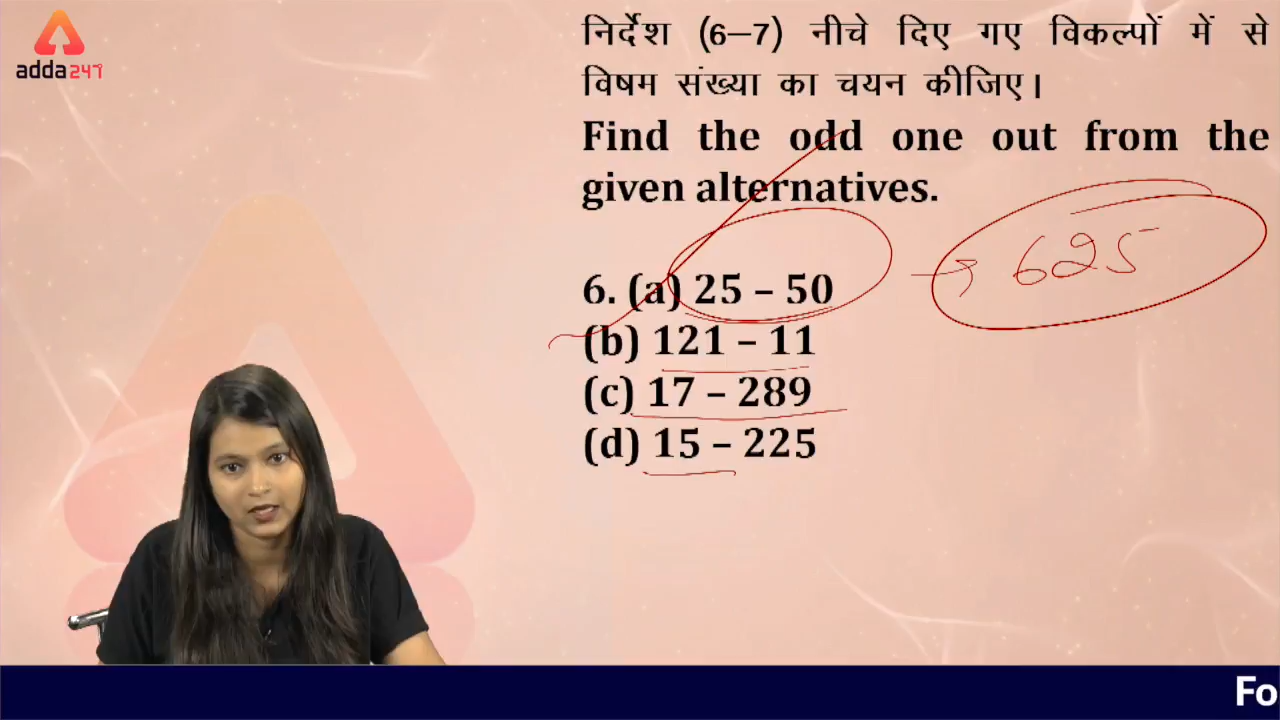 adda247
निर्देश (6–7) नीचे दिए गए विकल्पों में से
विषम संख्या का चयन कीजिए।
Find the odd one out from the
given alternatives.
625
6. (a) 25 – 50
(b) 121 – 11
(c) 17 – 289
(d) 15 – 225
Fo